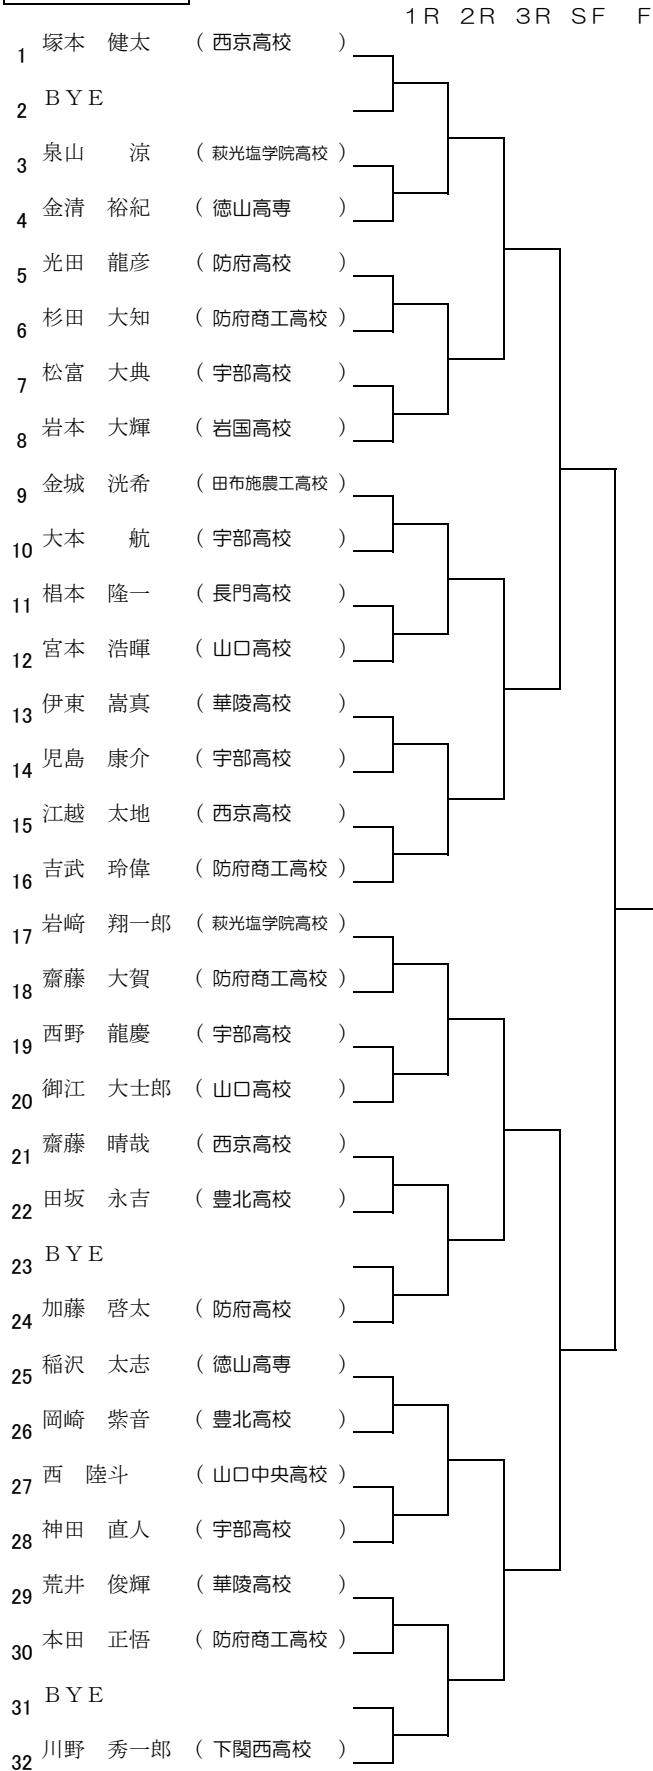 １Ｒ ２Ｒ ３Ｒ ＳＦ Ｆ
1 塚本　健太 （ 西京高校 ）
2 ＢＹＥ
3 泉山　　涼 （ 萩光塩学院高校 ）
4 金清　裕紀 （ 徳山高専 ）
5 光田　龍彦 （ 防府高校 ）
6 杉田　大知 （ 防府商工高校 ）
7 松富　大典 （ 宇部高校 ）
8 岩本　大輝 （ 岩国高校 ）
9 金城　洸希 （ 田布施農工高校 ）
10 大本　　航 （ 宇部高校 ）
11 椙本　隆一 （ 長門高校 ）
12 宮本　浩暉 （ 山口高校 ）
13 伊東　嵩真 （ 華陵高校 ）
14 児島　康介 （ 宇部高校 ）
15 江越　太地 （ 西京高校 ）
16 吉武　玲偉 （ 防府商工高校 ）
17 岩﨑　翔一郎 （ 萩光塩学院高校 ）
18 齋藤　大賀 （ 防府商工高校 ）
19 西野　龍慶 （ 宇部高校 ）
20 御江　大士郎 （ 山口高校 ）
21 齋藤　晴哉 （ 西京高校 ）
22 田坂　永吉 （ 豊北高校 ）
23 ＢＹＥ
24 加藤　啓太 （ 防府高校 ）
25 稲沢　太志 （ 徳山高専 ）
26 岡崎　紫音 （ 豊北高校 ）
27 西　陸斗 （ 山口中央高校 ）
28 神田　直人 （ 宇部高校 ）
29 荒井　俊輝 （ 華陵高校 ）
30 本田　正悟 （ 防府商工高校 ）
31 ＢＹＥ
32 川野　秀一郎 （ 下関西高校 ）